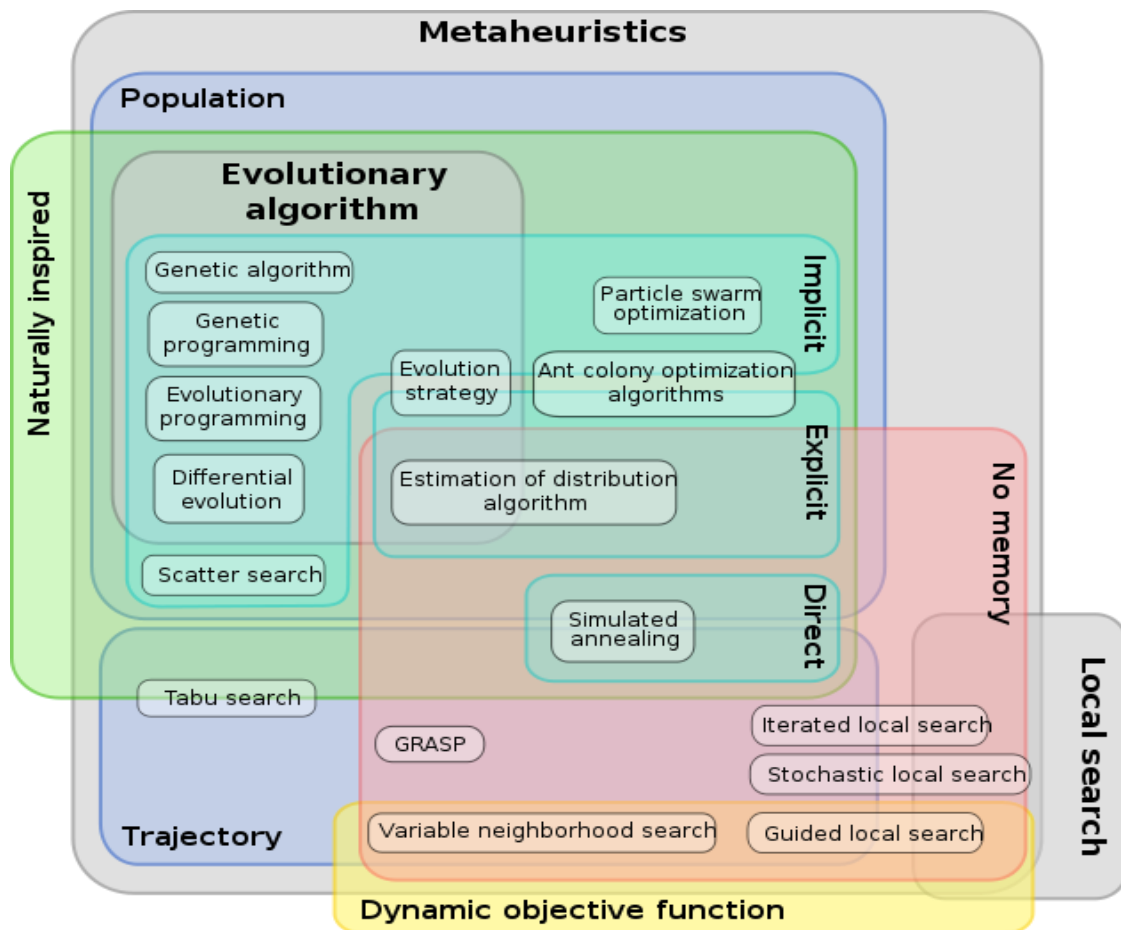 Metaheuristics
Population
Naturally inspired
Evolutionary
algorithm
Implicit
Genetic algorithm
Particle swarm
optimization
Genetic
programming
Evolution
strategy
Ant colony optimization
algorithms
Evolutionary
programming
Explicit
No memory
Differential
evolution
Estimation of distribution
algorithm
Scatter search
Direct
Simulated
annealing
Local search
Tabu search
GRASP
Iterated local search
Stochastic local search
Trajectory
Variable neighborhood search
Guided local search
Dynamic objective function